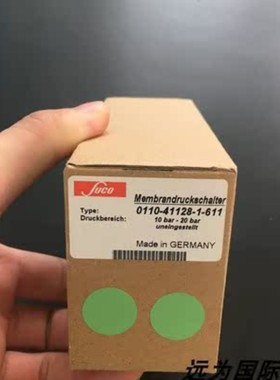 Suco
Membrandruckschalter
Type: 0110-41128-1-611
Druckbereich: 10 bar - 20 bar
uneingestellt
Made in GERMANY
远为国际